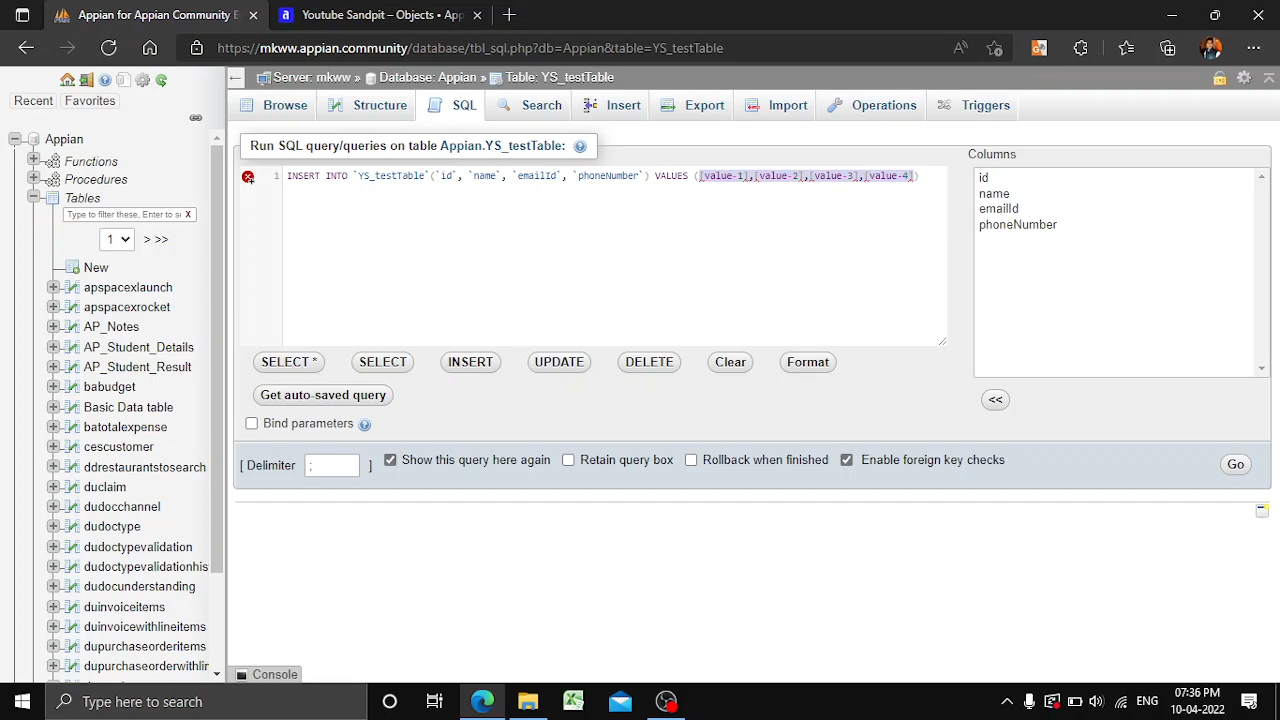 Appian for Appian Community E
Youtube Sandpit – Objects • App
https://mkww.appian.community/database/tbl_sql.php?db=Appian&table=YS_testTable
Recent
Favorites
Server: mkww » Database: Appian » Table: YS_testTable
Browse
Structure
SQL
Search
Insert
Export
Import
Operations
Triggers
Appian
Functions
Procedures
Tables
Type to filter these, Enter to s X
1 > >>
New
apspacexlaunch
apspacexrocket
AP_Notes
AP_Student_Details
AP_Student_Result
babudget
Basic Data table
batotalexpense
cescustomer
ddrestaurantstosearch
duclaim
dudocchannel
dudoctype
dudoctypevalidation
dudoctypevalidationhis
dudocunderstanding
duinvoiceitems
duinvoicewithlineitems
dupurchaseorderitems
dupurchaseorderwithlin
Run SQL query/queries on table Appian.YS_testTable:
1 INSERT INTO `YS_testTable`(`id`, `name`, `emailId`, `phoneNumber`) VALUES ([value-1],[value-2],[value-3],[value-4])
Columns
id
name
emailId
phoneNumber
SELECT *
SELECT
INSERT
UPDATE
DELETE
Clear
Format
<<
Get auto-saved query
Bind parameters
[ Delimiter ; ]
Show this query here again
Retain query box
Rollback when finished
Enable foreign key checks
Go
Console
Type here to search
ENG
07:36 PM
10-04-2022